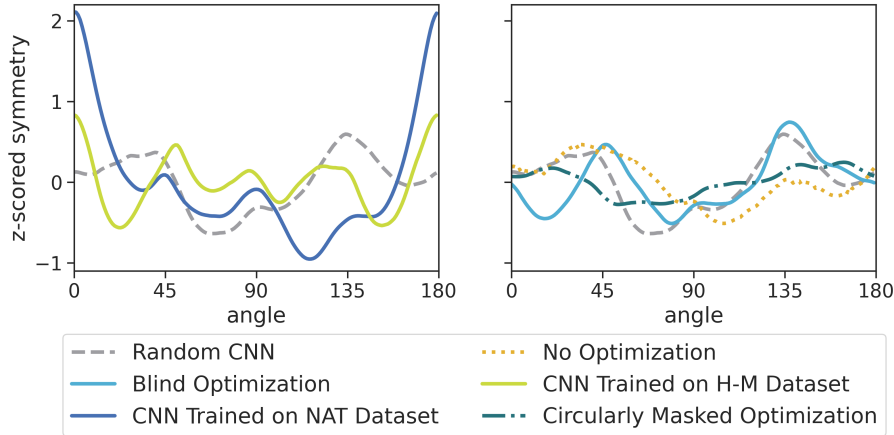 z-scored symmetry
2
1
0
−1
0 45 90 135 180
angle
0 45 90 135 180
angle
Random CNN
Blind Optimization
CNN Trained on NAT Dataset
No Optimization
CNN Trained on H-M Dataset
Circularly Masked Optimization